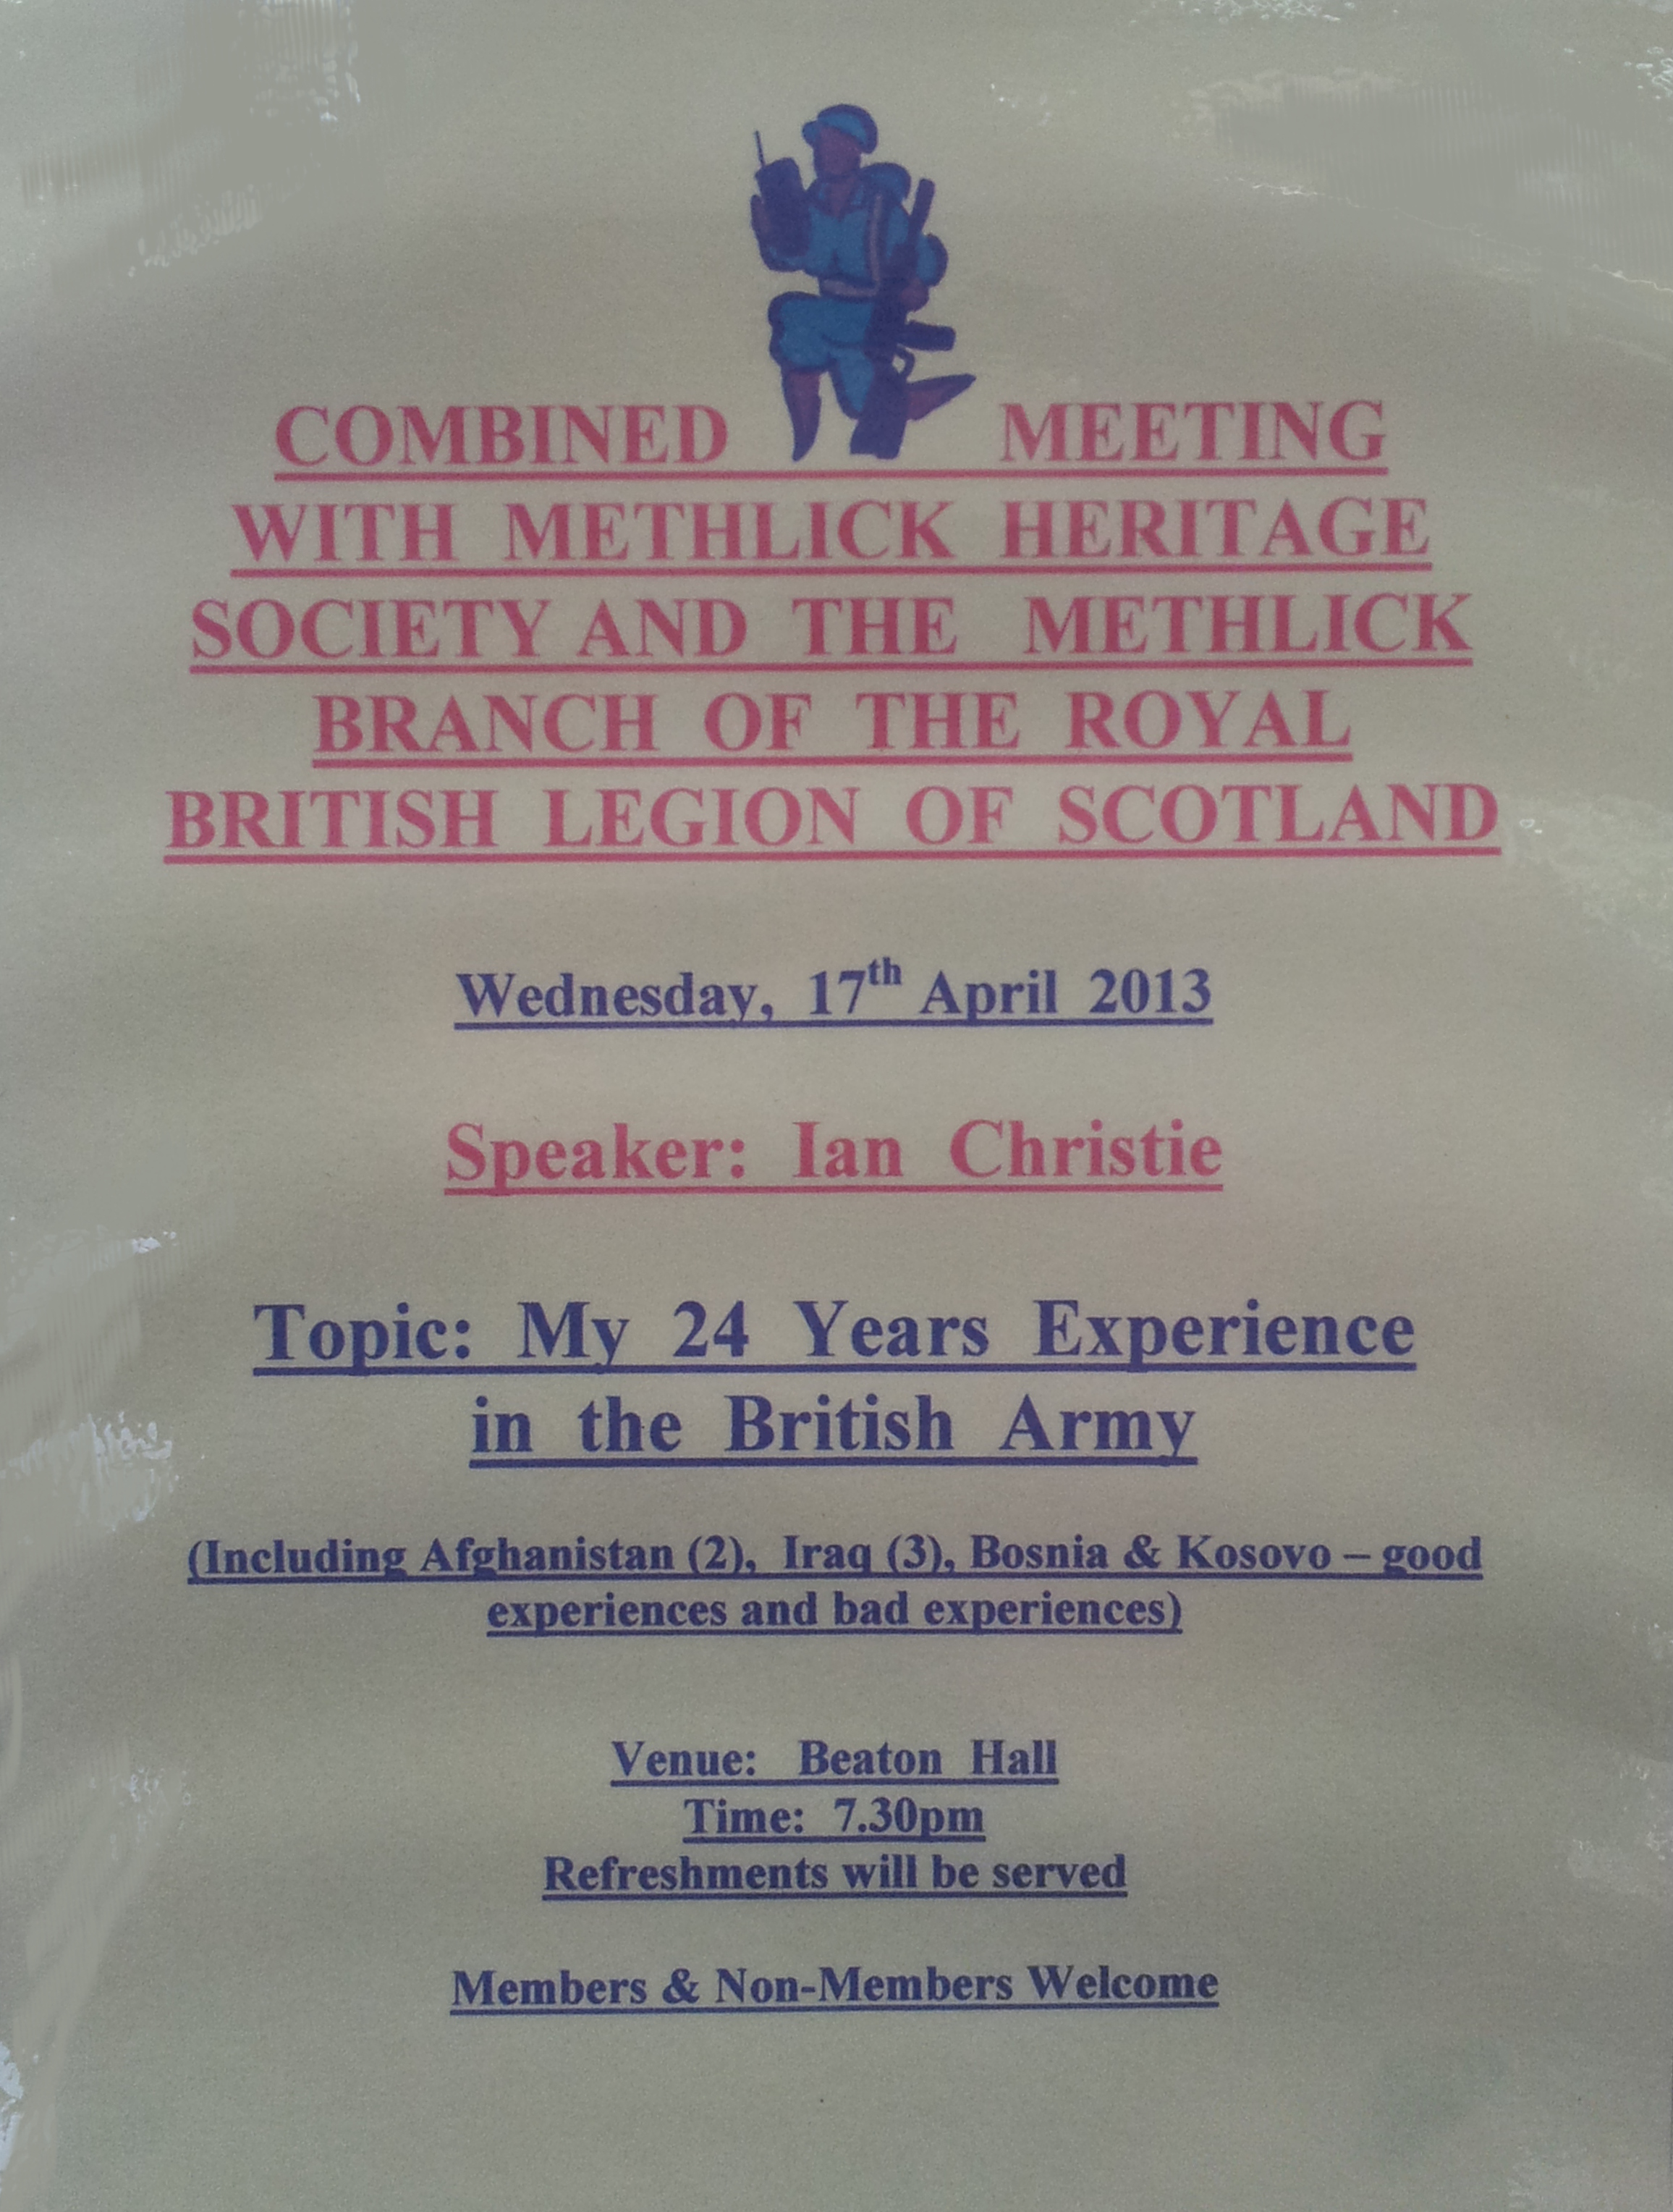 COMBINED MEETING
WITH METHLICK HERITAGE
SOCIETY AND THE METHLICK
BRANCH OF THE ROYAL
BRITISH LEGION OF SCOTLAND
Wednesday, 17th April 2013
Speaker: Ian Christie
Topic: My 24 Years Experience
in the British Army
(Including Afghanistan (2), Iraq (3), Bosnia & Kosovo – good
experiences and bad experiences)
Venue: Beaton Hall
Time: 7.30pm
Refreshments will be served
Members & Non-Members Welcome